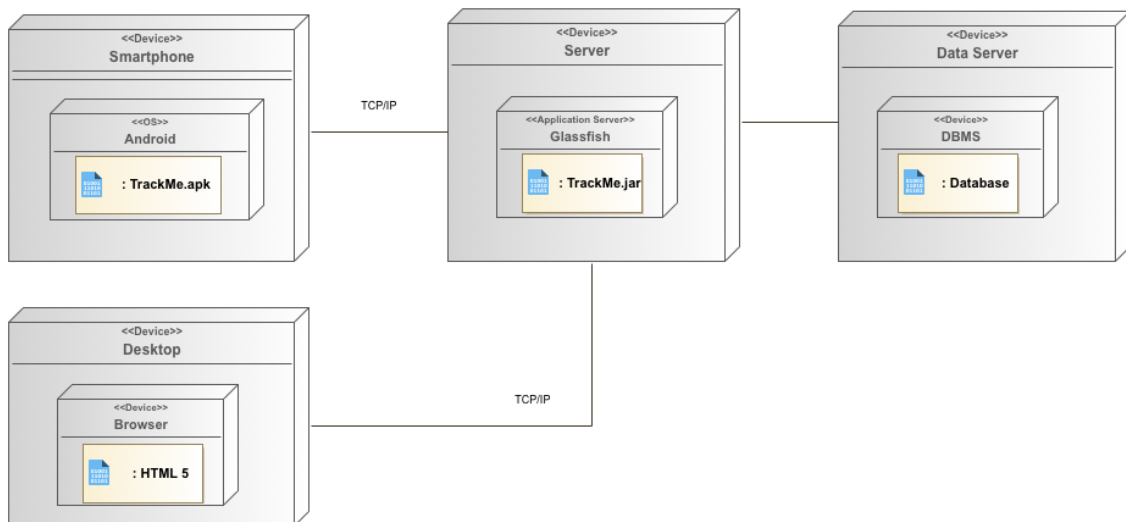 <<Device>>
Smartphone
<<OS>>
Android
: TrackMe.apk
TCP/IP
<<Device>>
Server
<<Application Server>>
Glassfish
: TrackMe.jar
<<Device>>
Data Server
<<Device>>
DBMS
: Database
<<Device>>
Desktop
<<Device>>
Browser
: HTML 5
TCP/IP